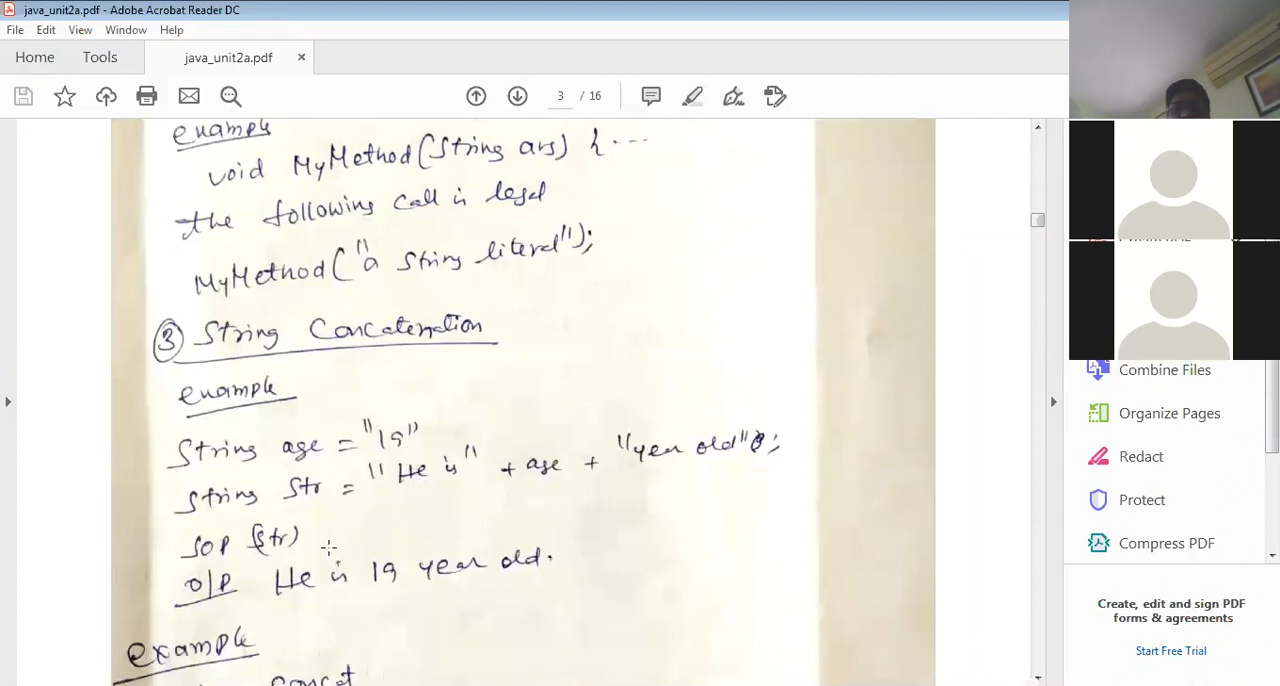 java_unit2a.pdf - Adobe Acrobat Reader DC
File Edit View Window Help
Home Tools java_unit2a.pdf ×
3 / 16
example
void MyMethod(String ars) { ...
the following call is legal
MyMethod("a string literal");
③ String Concatenation
example
String age = "19"
String Str = "He is" + age + "year old";
SOP (str)
O/P He is 19 year old.
example
concat
Combine Files
Organize Pages
Redact
Protect
Compress PDF
Create, edit and sign PDF
forms & agreements
Start Free Trial